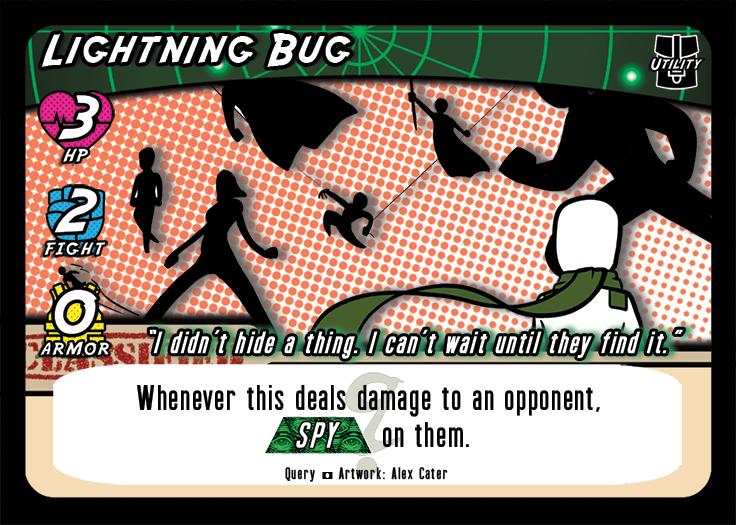 Lightning Bug
UTILITY
3
HP
2
FIGHT
0
ARMOR
"I didn't hide a thing. I can't wait until they find it."
CLASSIFIED
Whenever this deals damage to an opponent,
SPY on them.
Query Artwork: Alex Cater